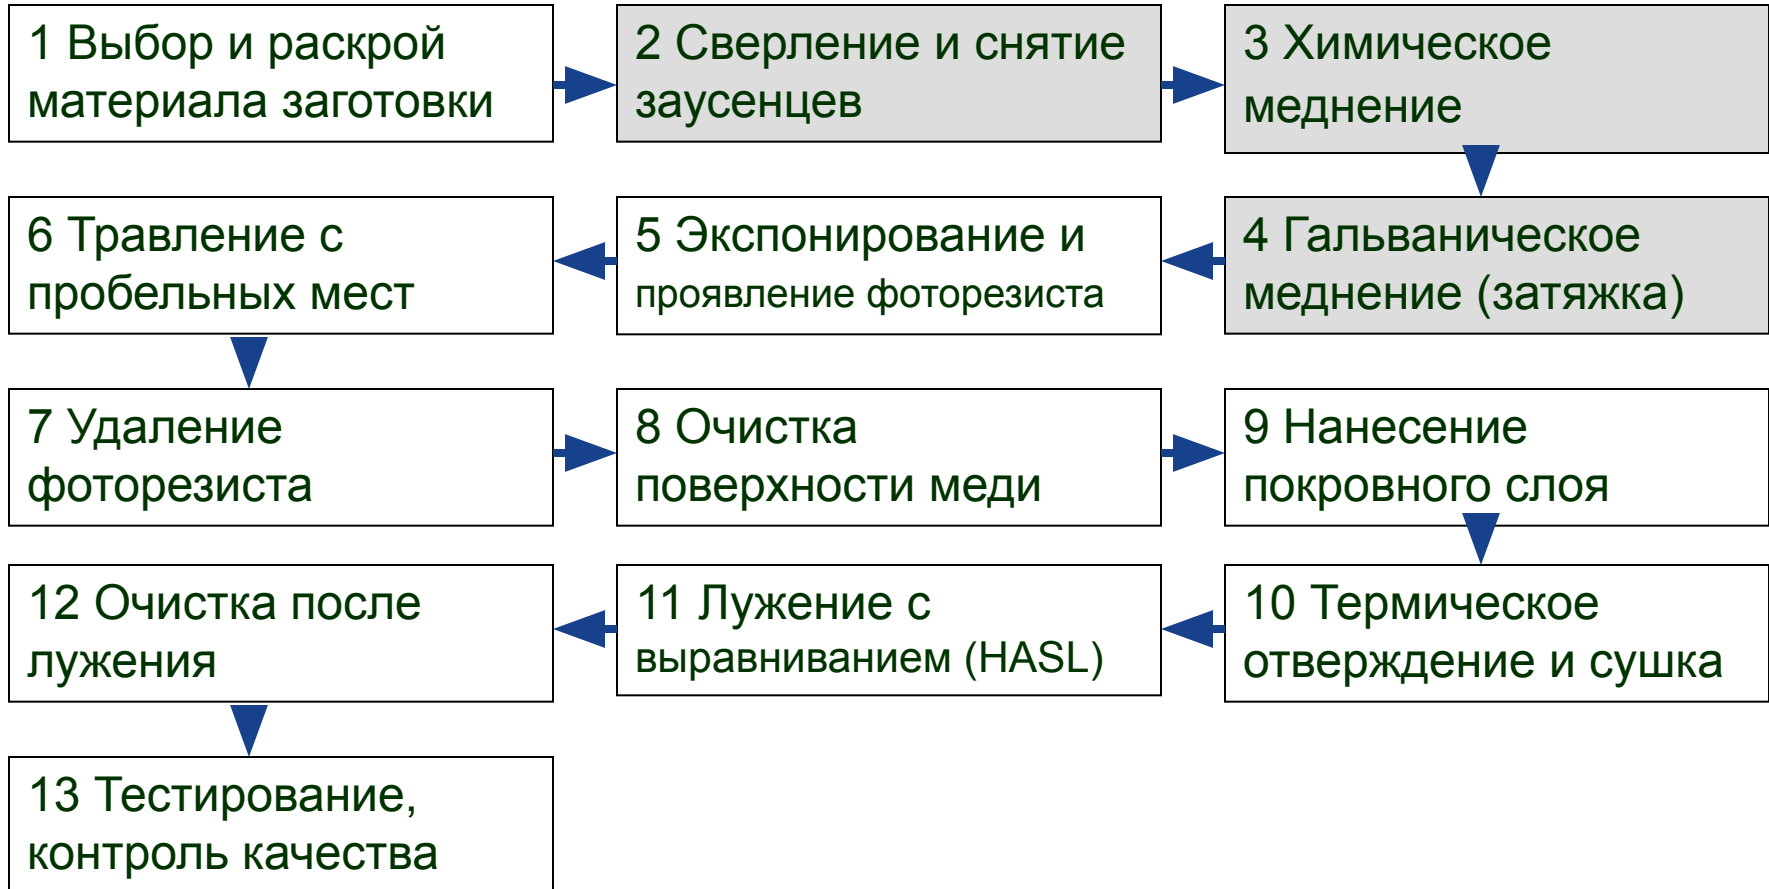 1 Выбор и раскрой
материала заготовки
2 Сверление и снятие
заусенцев
3 Химическое
меднение
4 Гальваническое
меднение (затяжка)
5 Экспонирование и
проявление фоторезиста
6 Травление с
пробельных мест
7 Удаление
фоторезиста
8 Очистка
поверхности меди
9 Нанесение
покровного слоя
10 Термическое
отверждение и сушка
11 Лужение с
выравниванием (HASL)
12 Очистка после
лужения
13 Тестирование,
контроль качества